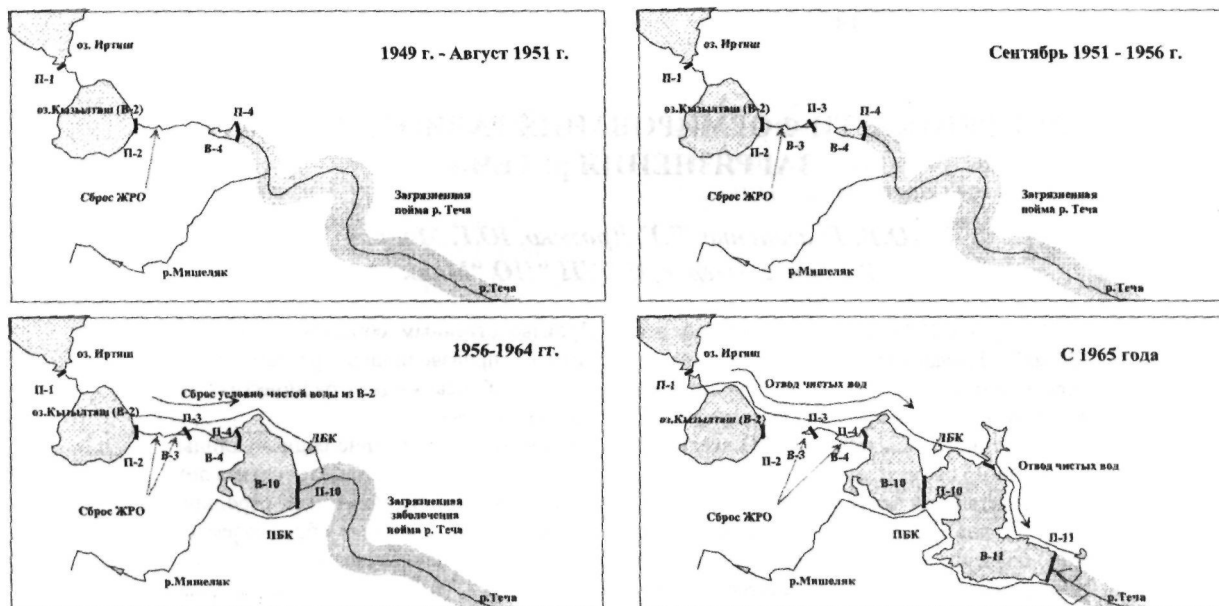 1949 г. - Август 1951 г.
оз. Иртиш
П-1
оз.Кызылташ (В-2)
П-4
П-2
В-4
Сброс ЖРО
Загрязненная
пойма р. Теча
р.Мишеляк
р.Теча
Сентябрь 1951 - 1956 г.
оз. Иртиш
П-1
оз.Кызылташ (В-2)
П-3
П-4
П-2
В-3
В-4
Сброс ЖРО
Загрязненная
пойма р. Теча
р.Мишеляк
р.Теча
1956-1964 гг.
оз. Иртиш
П-1
Сброс условно чистой воды из В-2
оз.Кызылташ (В-2)
П-3
П-4
ЛБК
П-2
В-3
В-4
В-10
П-10
Сброс ЖРО
Загрязненная
заболочена
пойма р. Теча
ПБК
р.Мишеляк
р.Теча
С 1965 года
оз. Иртиш
П-1
Отвод чистых вод
оз.Кызылташ (В-2)
П-3
П-4
ЛБК
П-2
В-3
В-4
Отвод чистых вод
В-10
П-10
Сброс ЖРО
ПБК
П-11
В-11
р.Мишеляк
р.Теча